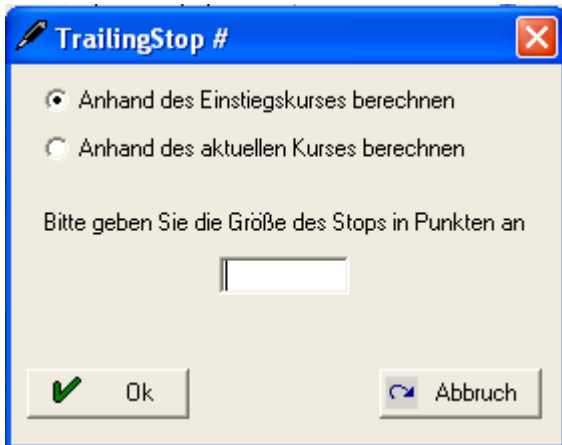 TrailingStop #
Anhand des Einstiegskurses berechnen
Anhand des aktuellen Kurses berechnen
Bitte geben Sie die Größe des Stops in Punkten an
Ok
Abbruch